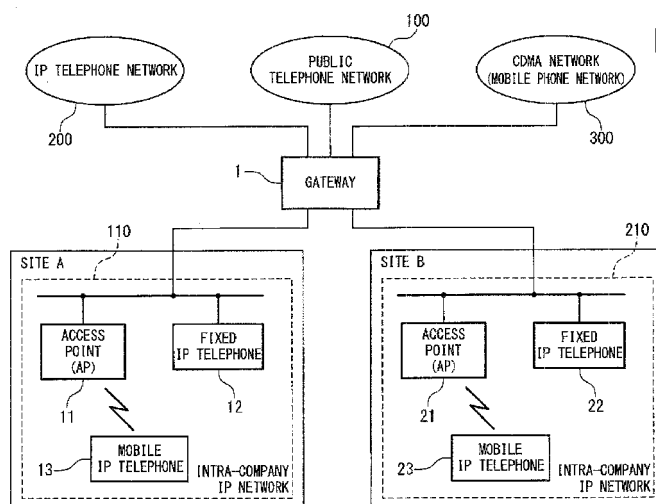 100
IP TELEPHONE NETWORK
PUBLIC
TELEPHONE NETWORK
CDMA NETWORK
(MOBILE PHONE NETWORK)
200
300
1
GATEWAY
110
210
SITE A
SITE B
ACCESS
POINT
(AP)
FIXED
IP TELEPHONE
ACCESS
POINT
(AP)
FIXED
IP TELEPHONE
11
12
21
22
13
MOBILE
IP TELEPHONE
INTRA-COMPANY
IP NETWORK
23
MOBILE
IP TELEPHONE
INTRA-COMPANY
IP NETWORK